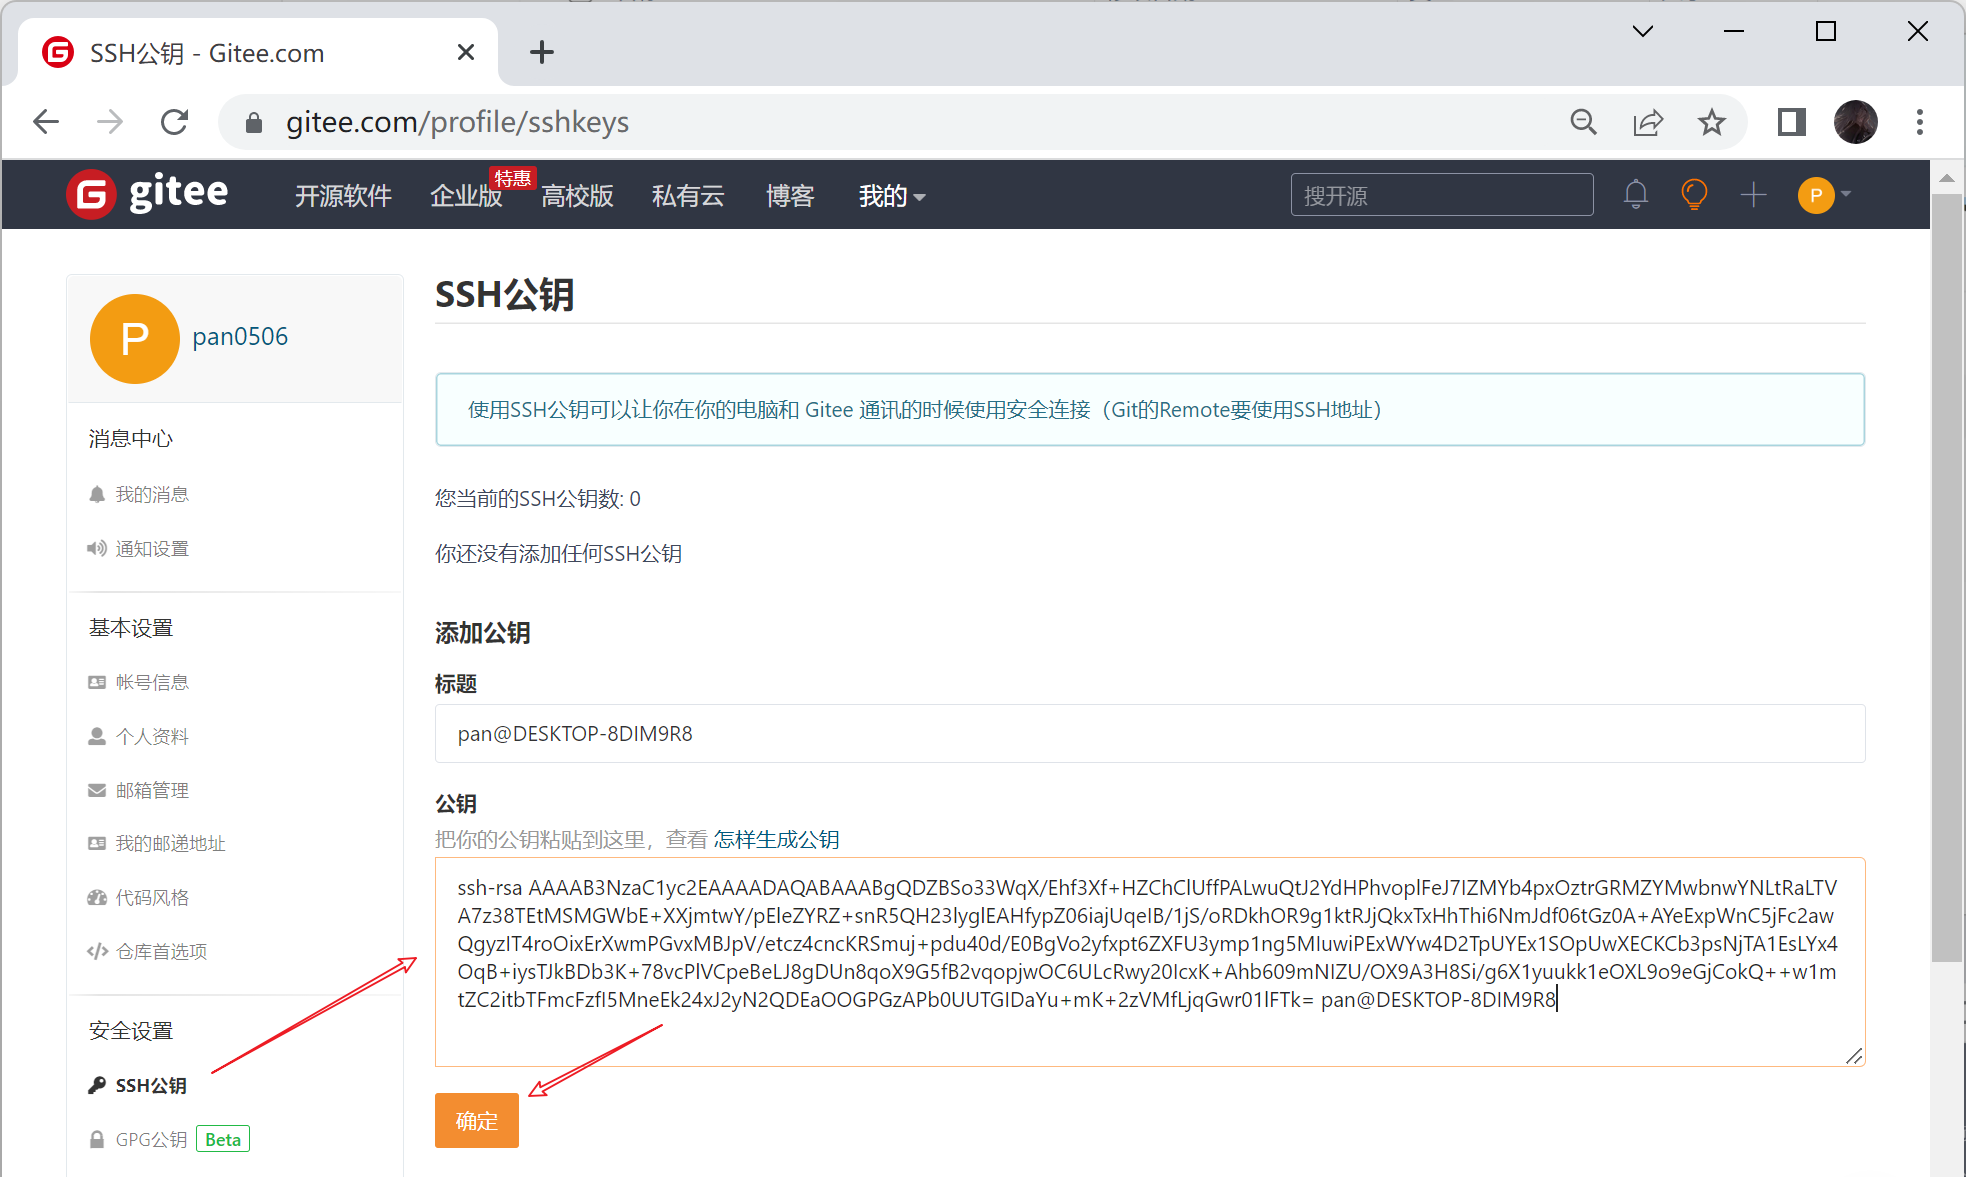 SSH公钥 - Gitee.com
gitee.com/profile/sshkeys
gitee
开源软件
企业版
特惠
高校版
私有云
博客
我的
搜开源
P
P
pan0506
消息中心
我的消息
通知设置
基本设置
帐号信息
个人资料
邮箱管理
我的邮递地址
代码风格
仓库首选项
安全设置
SSH公钥
GPG公钥 Beta
SSH公钥
使用SSH公钥可以让你在你的电脑和 Gitee 通讯的时候使用安全连接（Git的Remote要使用SSH地址）
您当前的SSH公钥数: 0
你还没有添加任何SSH公钥
添加公钥
标题
pan@DESKTOP-8DIM9R8
公钥
把你的公钥粘贴到这里，查看 怎样生成公钥
ssh-rsa AAAAB3NzaC1yc2EAAAADAQABAAABgQDZBSo33WqX/Ehf3Xf+HZChClUffPALwuQtJ2YdHPhvoplFeJ7IZMYb4pxOztrGRMZYMwbnwYNLtRaLTV
A7z38TEtMSMGWbE+XXjmtwY/pEleZYRZ+snR5QH23lyglEAHfypZ06iajUqeIB/1jS/oRDkhOR9g1ktRJjQkxTxHhThi6NmJdf06tGz0A+AYeExpWnC5jFc2aw
QgyzIT4roOixErXwmPGvxMBJpV/etcz4cncKRSmuj+pdu40d/E0BgVo2yfxpt6ZXFU3ymp1ng5MIuwiPExWYw4D2TpUYEx1SOpUwXECKCb3psNjTA1EsLYx4
OqB+iysTJkBDb3K+78vcPlVCpeBeLJ8gDUn8qoX9G5fB2vqopjwOC6ULcRwy20IcxK+Ahb609mNIZU/OX9A3H8Si/g6X1yuukk1eOXL9o9eGjCokQ++w1m
tZC2itbTFmcFzfI5MneEk24xJ2yN2QDEaOOGPGzAPb0UUTGIDaYu+mK+2zVMfLjqGwr01lFTk= pan@DESKTOP-8DIM9R8
确定